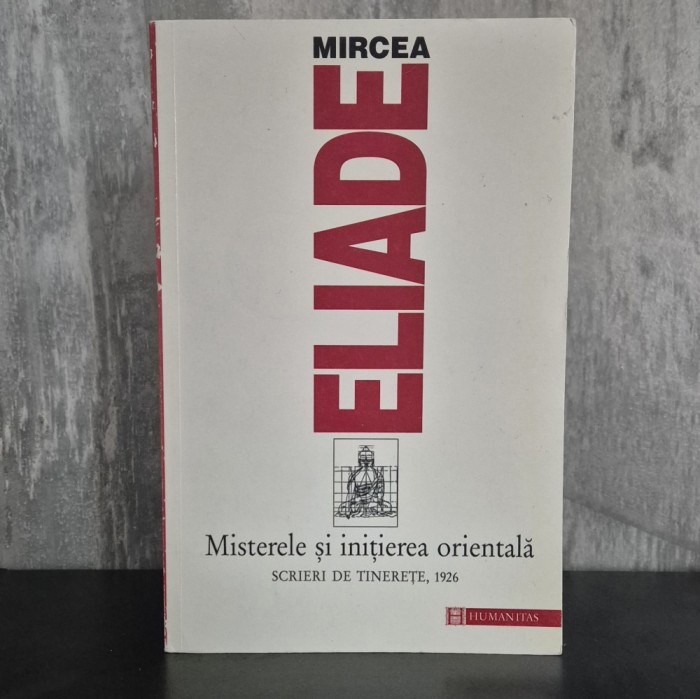 MIRCEA
ELIADE
Misterele și inițierea orientală
SCRIERI DE TINEREȚE, 1926
HUMANITAS